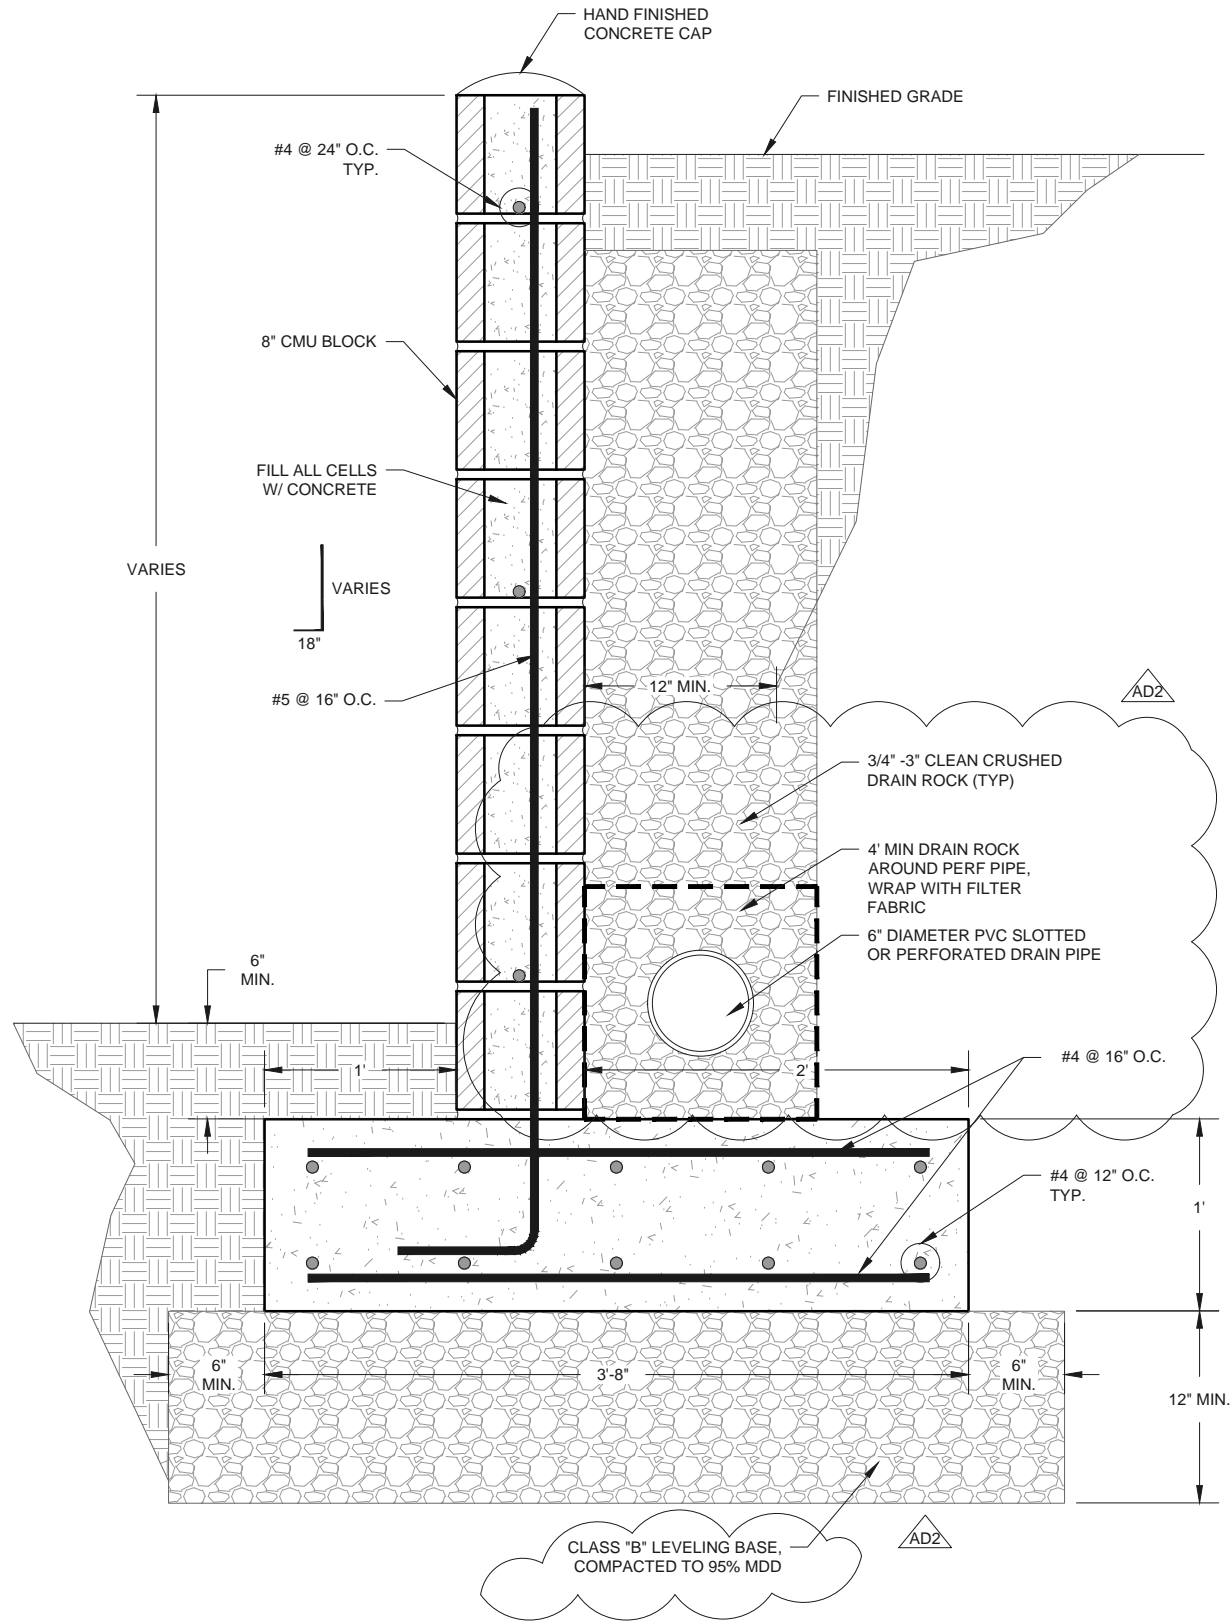 HAND FINISHED
CONCRETE CAP
FINISHED GRADE
#4 @ 24" O.C.
TYP.
8" CMU BLOCK
FILL ALL CELLS
W/ CONCRETE
VARIES
VARIES
18"
#5 @ 16" O.C.
12" MIN.
AD2
3/4" -3" CLEAN CRUSHED
DRAIN ROCK (TYP)
4' MIN DRAIN ROCK
AROUND PERF PIPE,
WRAP WITH FILTER
FABRIC
6" DIAMETER PVC SLOTTED
OR PERFORATED DRAIN PIPE
6"
MIN.
#4 @ 16" O.C.
1'
2'
#4 @ 12" O.C.
TYP.
1'
6"
MIN.
3'-8"
6"
MIN.
12" MIN.
CLASS "B" LEVELING BASE,
COMPACTED TO 95% MDD
AD2